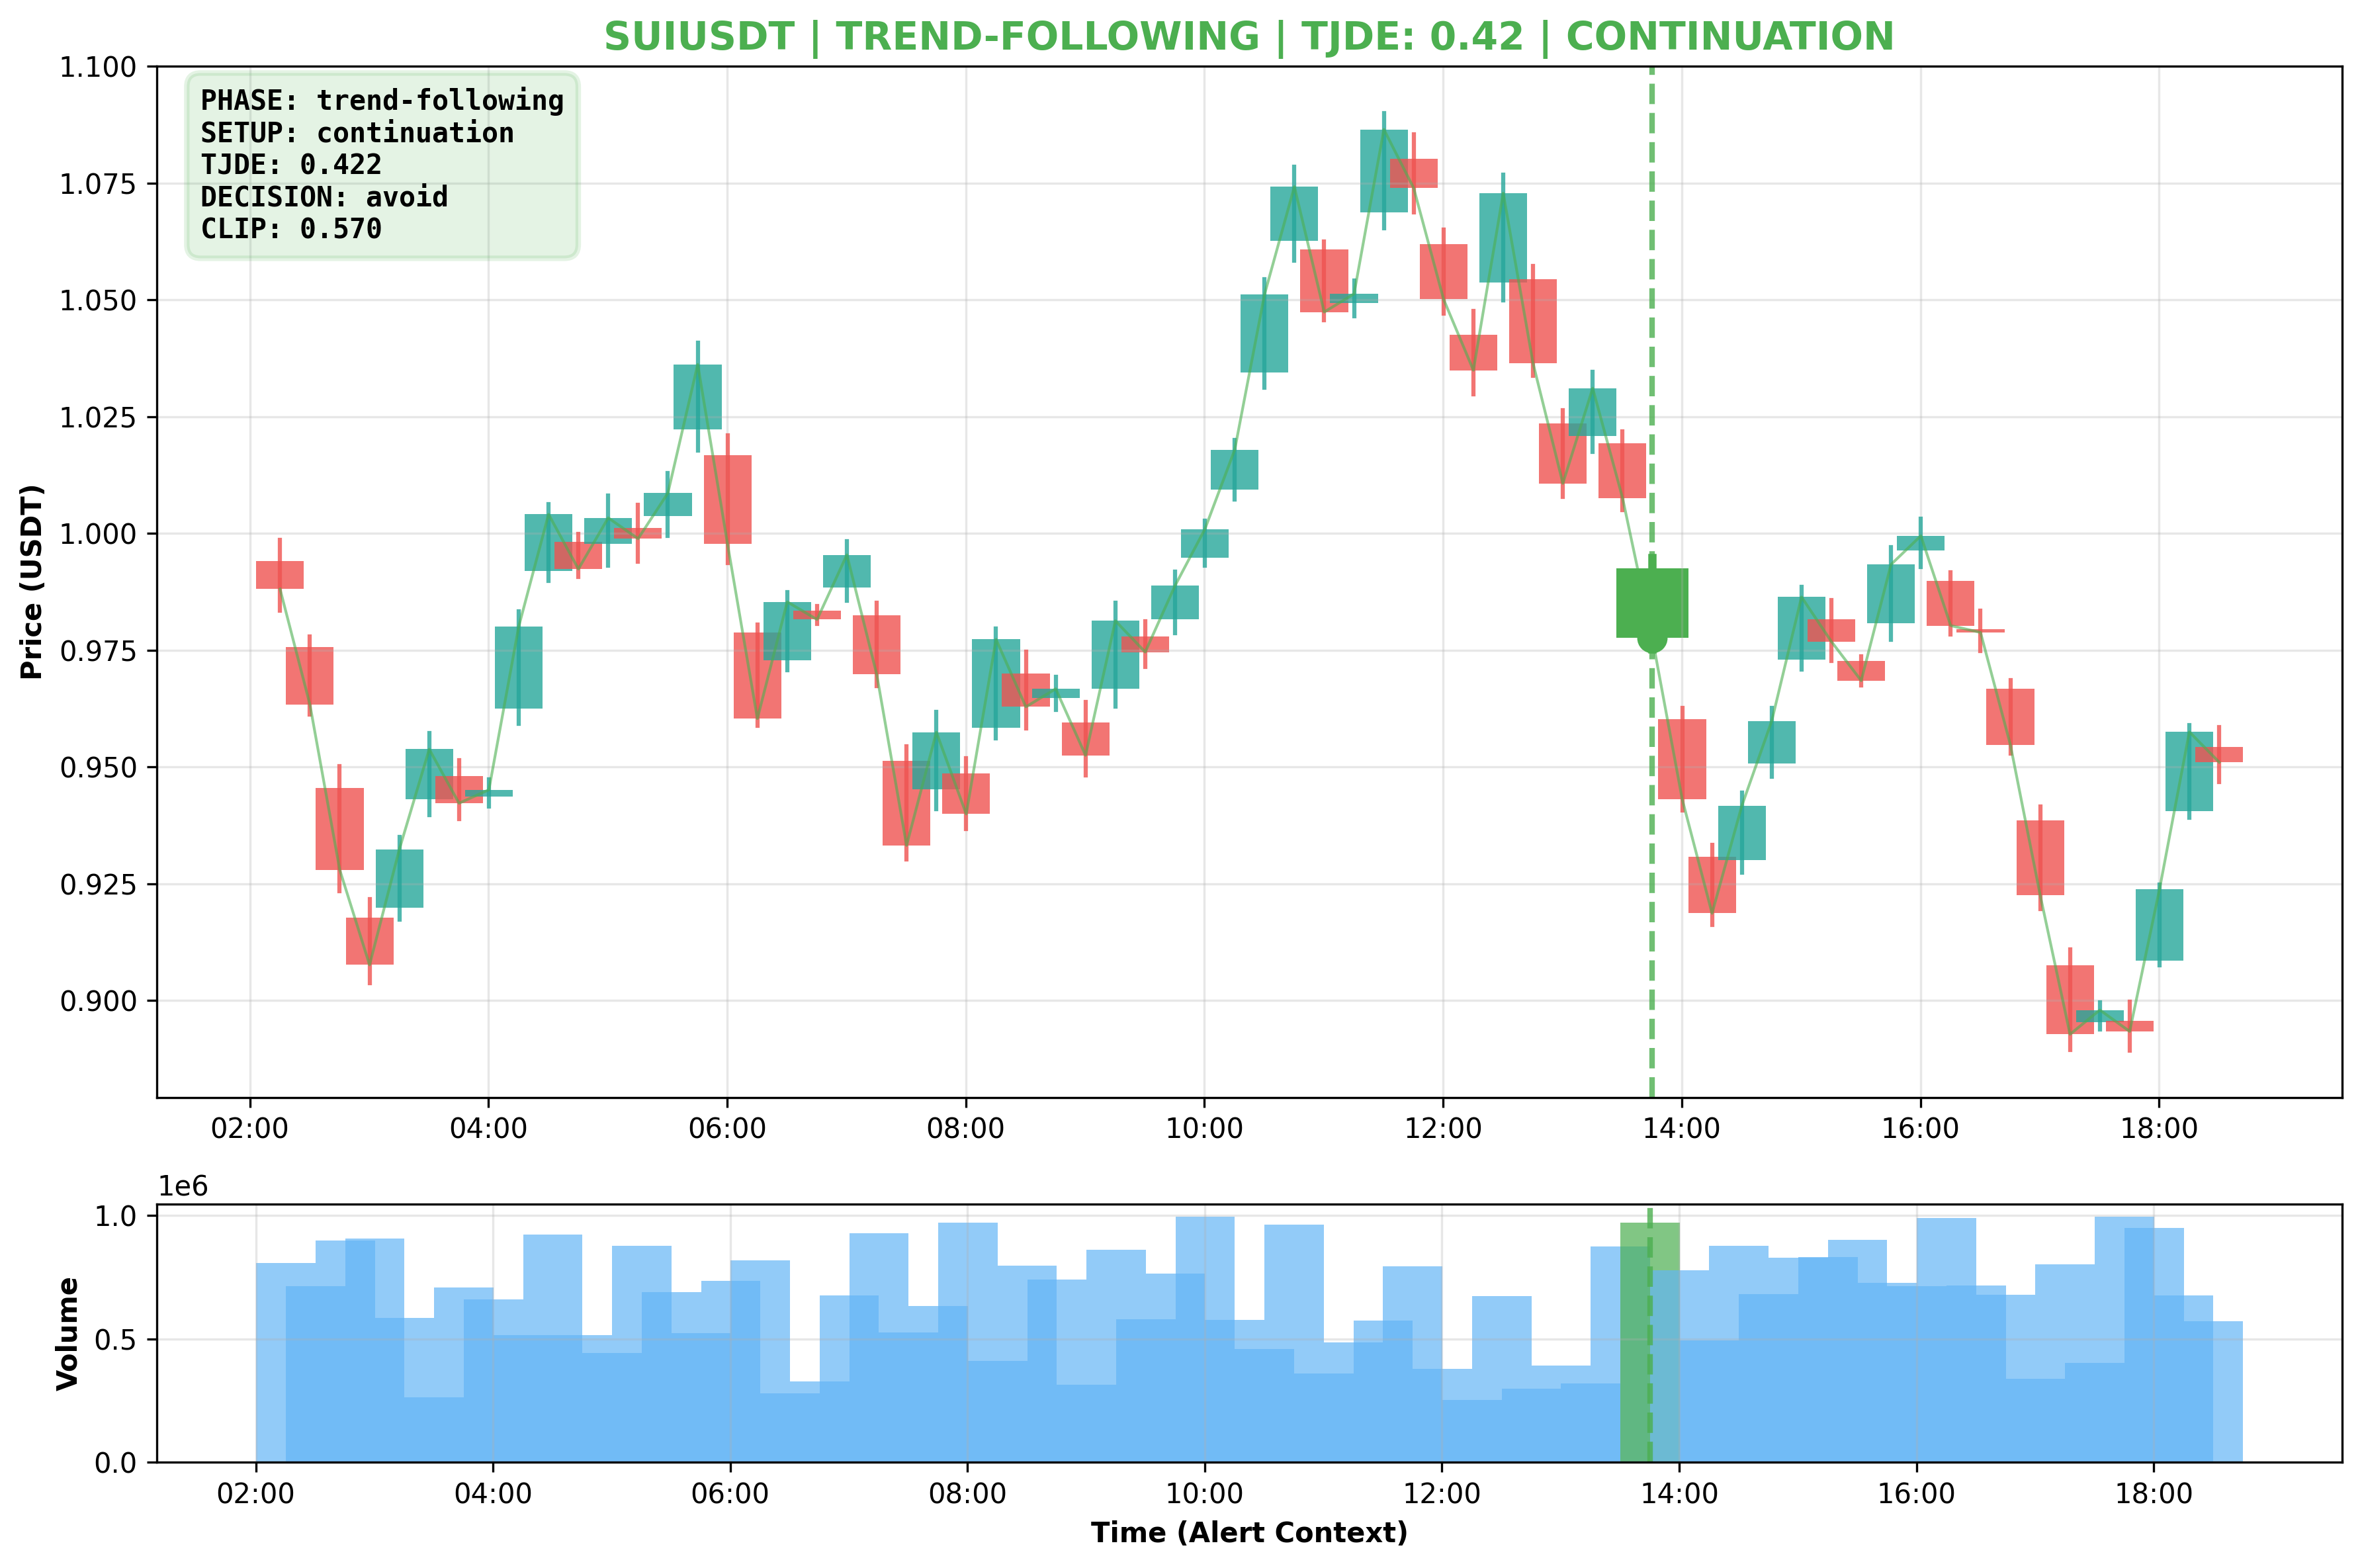 SUIUSDT | TREND-FOLLOWING | TJDE: 0.42 | CONTINUATION
PHASE: trend-following
SETUP: continuation
TJDE: 0.422
DECISION: avoid
CLIP: 0.570
Price (USDT)
1.100
1.075
1.050
1.025
1.000
0.975
0.950
0.925
0.900
02:00 04:00 06:00 08:00 10:00 12:00 14:00 16:00 18:00
1e6
Volume
1.0
0.5
0.0
02:00 04:00 06:00 08:00 10:00 12:00 14:00 16:00 18:00
Time (Alert Context)